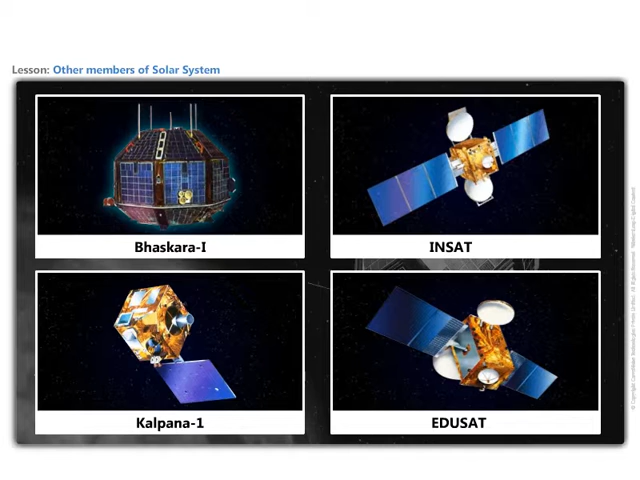 Lesson: Other members of Solar System
Bhaskara-I
INSAT
Kalpana-1
EDUSAT